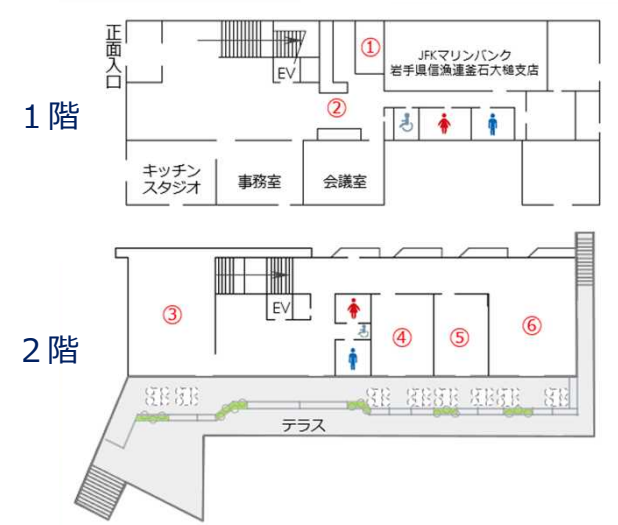 正面入口
①
JFKマリンバンク
岩手県信漁連釜石大槌支店
EV
1階
②
キッチン
スタジオ
事務室
会議室
③
EV
④
⑤
⑥
2階
テラス